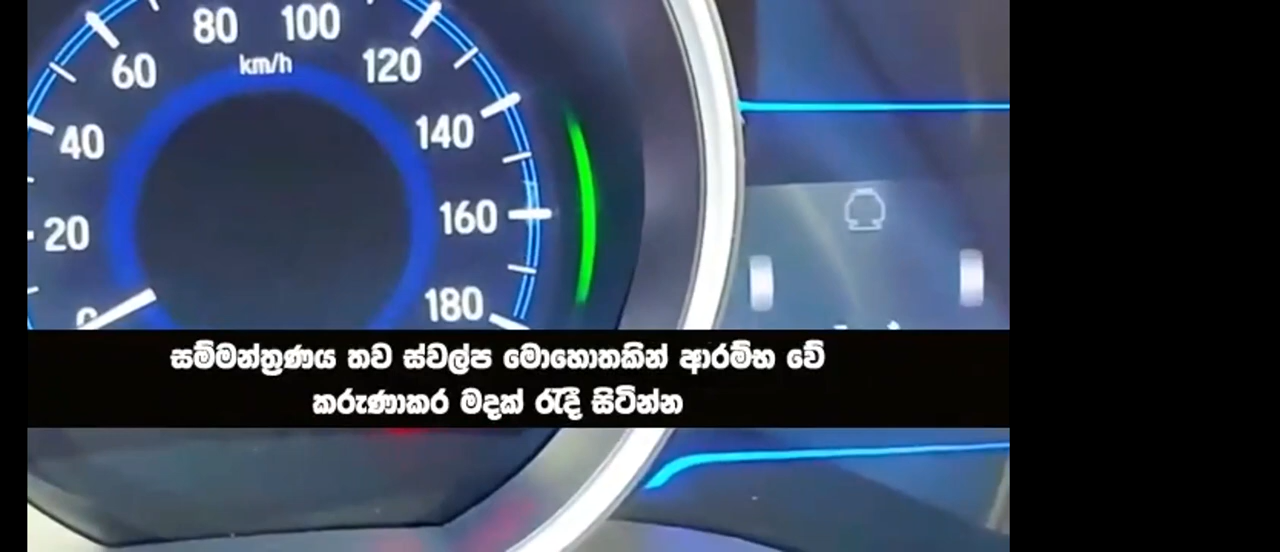 80 100
60 km/h 120
40 140
20 160
0 180
සම්මන්ත්‍රණය තව ස්වල්ප මොහොතකින් ආරම්භ වේ
කරුණාකර මදක් රැදී සිටින්න